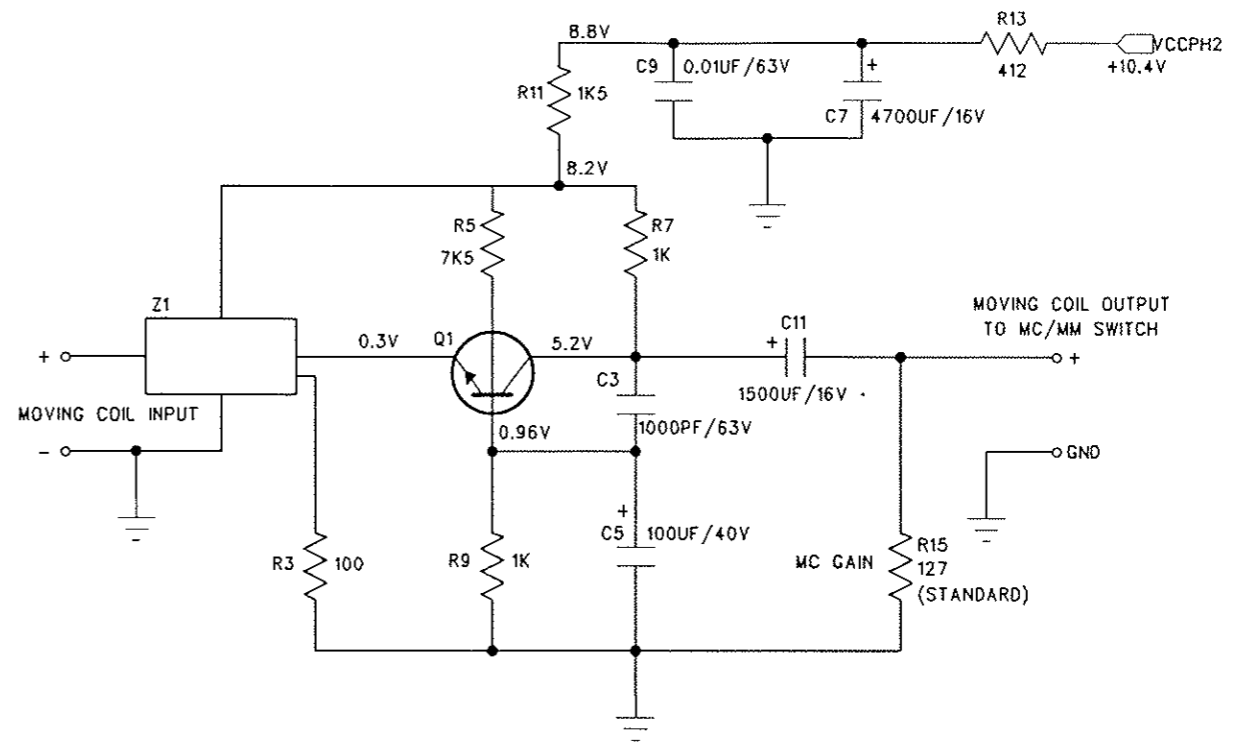 R13
8.8V
VCCPH2
C9 0.01UF/63V
+
412
+10.4V
R11 1K5
C7 4700UF/16V
8.2V
R5
7K5
R7
1K
Z1
MOVING COIL OUTPUT
TO MC/MM SWITCH
C11
+
0.3V
Q1
5.2V
+
+
C3
1500UF/16V
MOVING COIL INPUT
1000PF/63V
0.96V
-
GND
+
C5 100UF/40V
R3 100
R9 1K
MC GAIN
R15
127
(STANDARD)